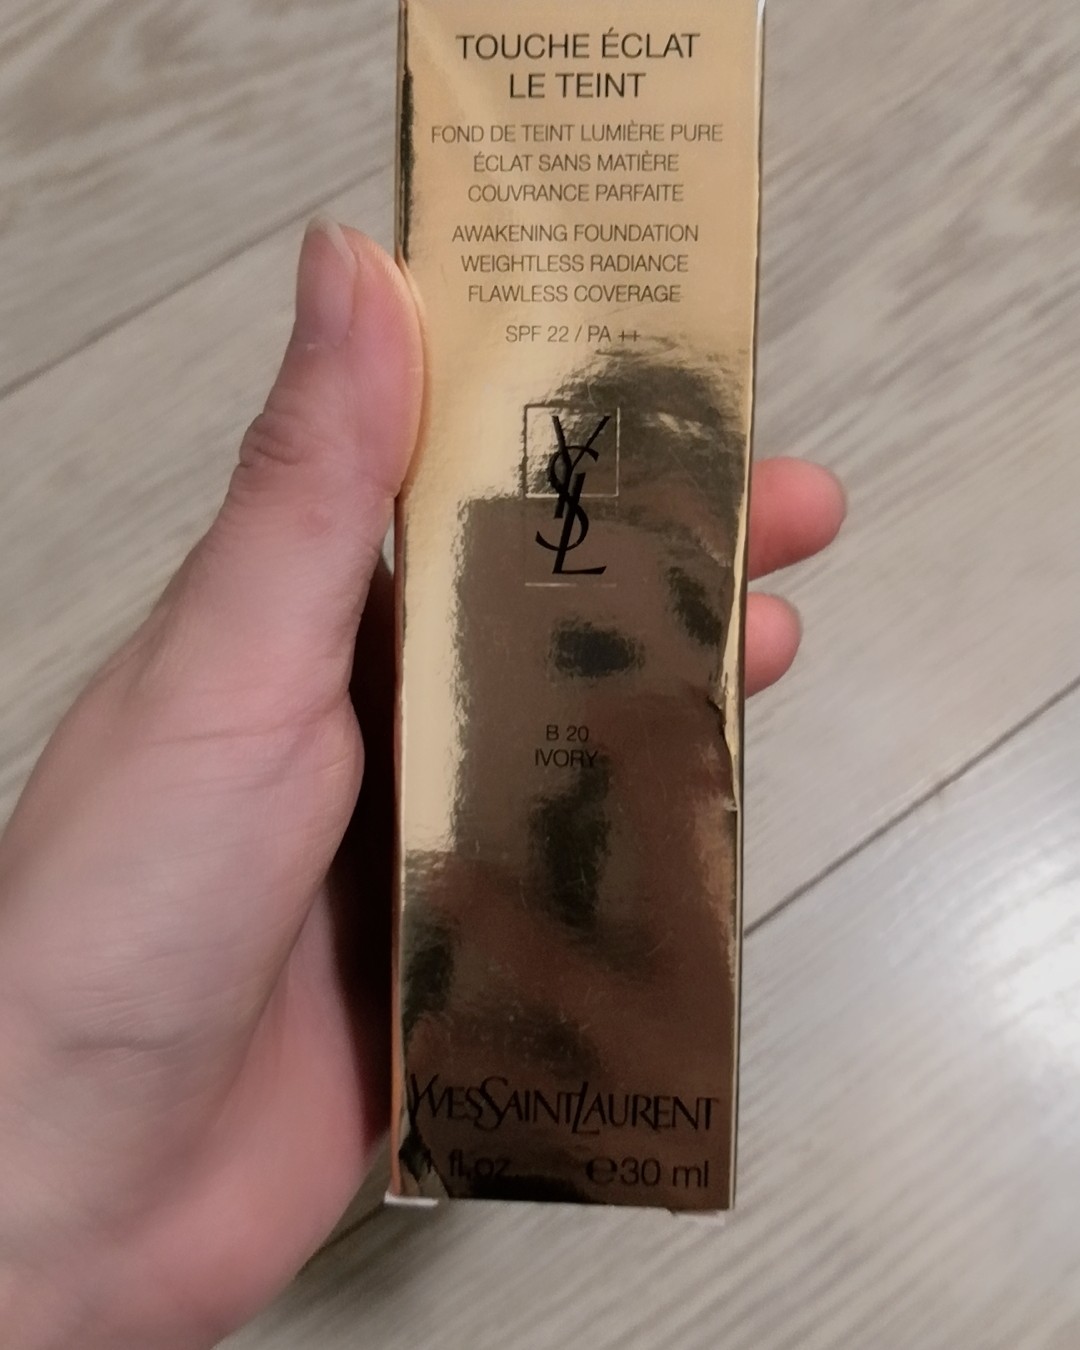 TOUCHE ÉCLAT
LE TEINT
FOND DE TEINT LUMIÈRE PURE
ÉCLAT SANS MATIÈRE
COUVRANCE PARFAITE
AWAKENING FOUNDATION
WEIGHTLESS RADIANCE
FLAWLESS COVERAGE
SPF 22 / PA ++
YSL
B 20
IVORY
YVESSAINTLAURENT
1 fl.oz. ℮30 ml